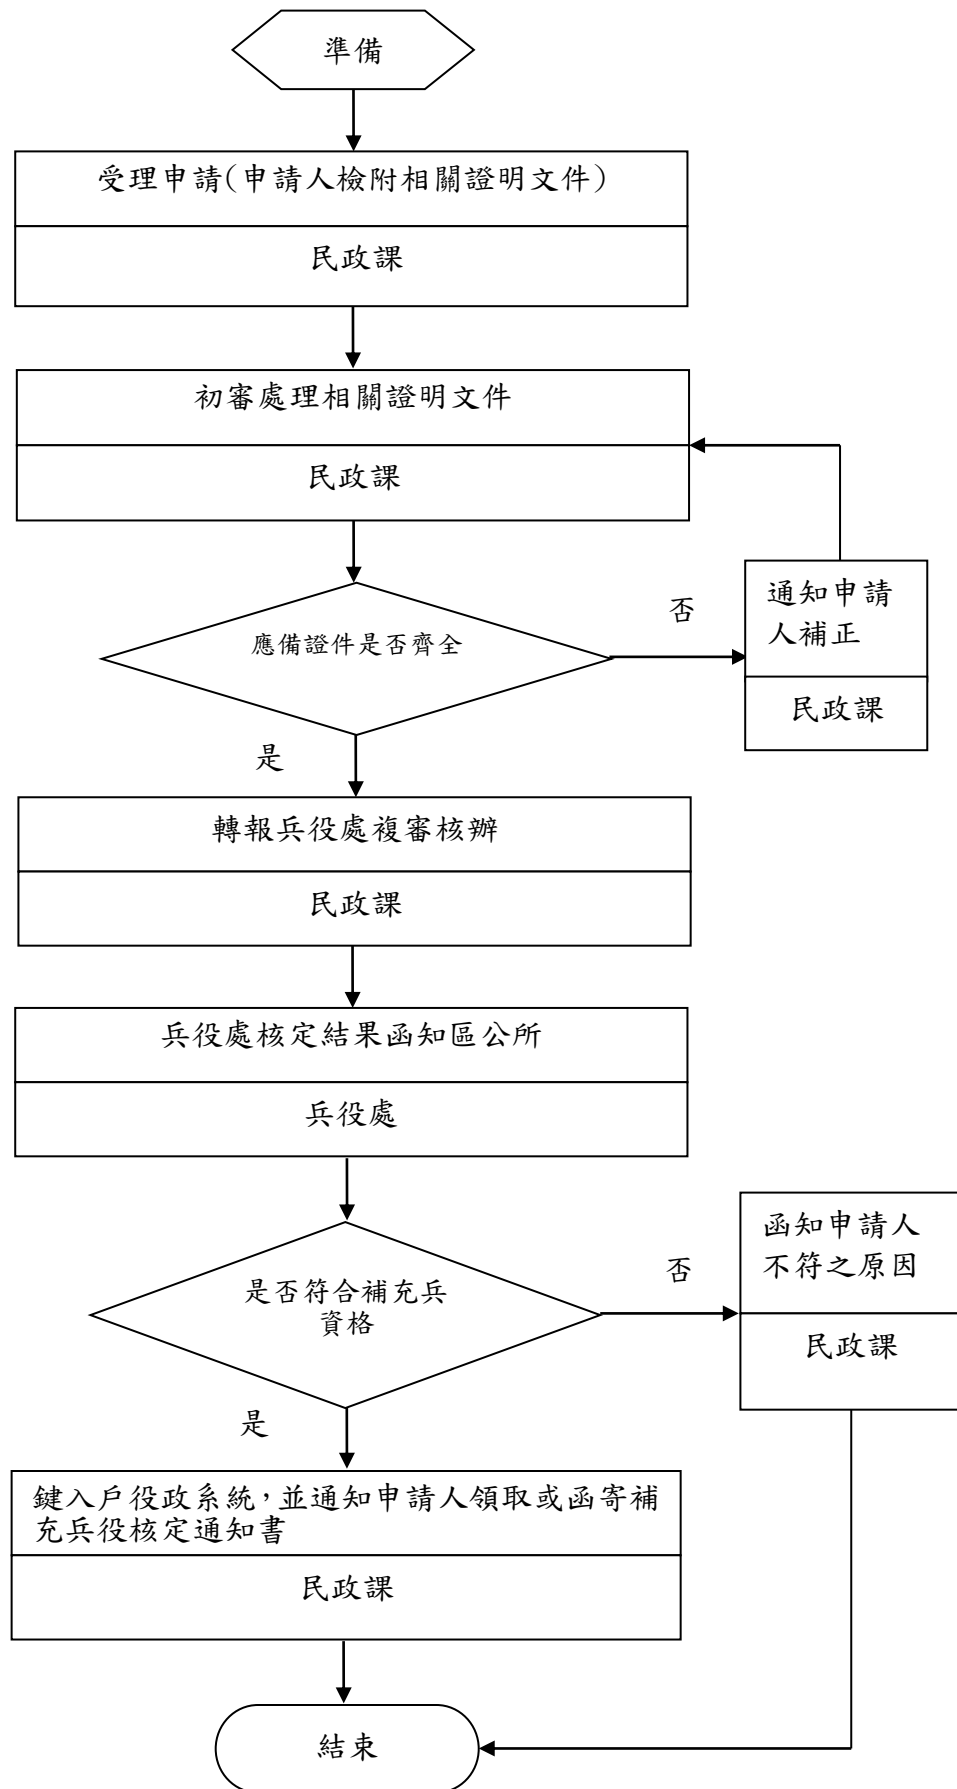 準備
受理申請(申請人檢附相關證明文件)
民政課
初審處理相關證明文件
民政課
應備證件是否齊全
否
通知申請
人補正
民政課
是
轉報兵役處複審核辦
民政課
兵役處核定結果函知區公所
兵役處
是否符合補充兵
資格
否
函知申請人
不符之原因
民政課
是
鍵入戶役政系統,並通知申請人領取或函寄補
充兵役核定通知書
民政課
結束